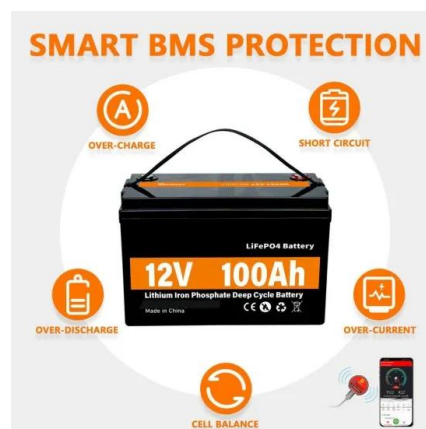 SMART BMS PROTECTION
A
OVER-CHARGE
SHORT CIRCUIT
LiFePO4 Battery
12V 100Ah
Lithium Iron Phosphate Deep Cycle Battery
Made in China
CE
OVER-DISCHARGE
OVER-CURRENT
CELL BALANCE